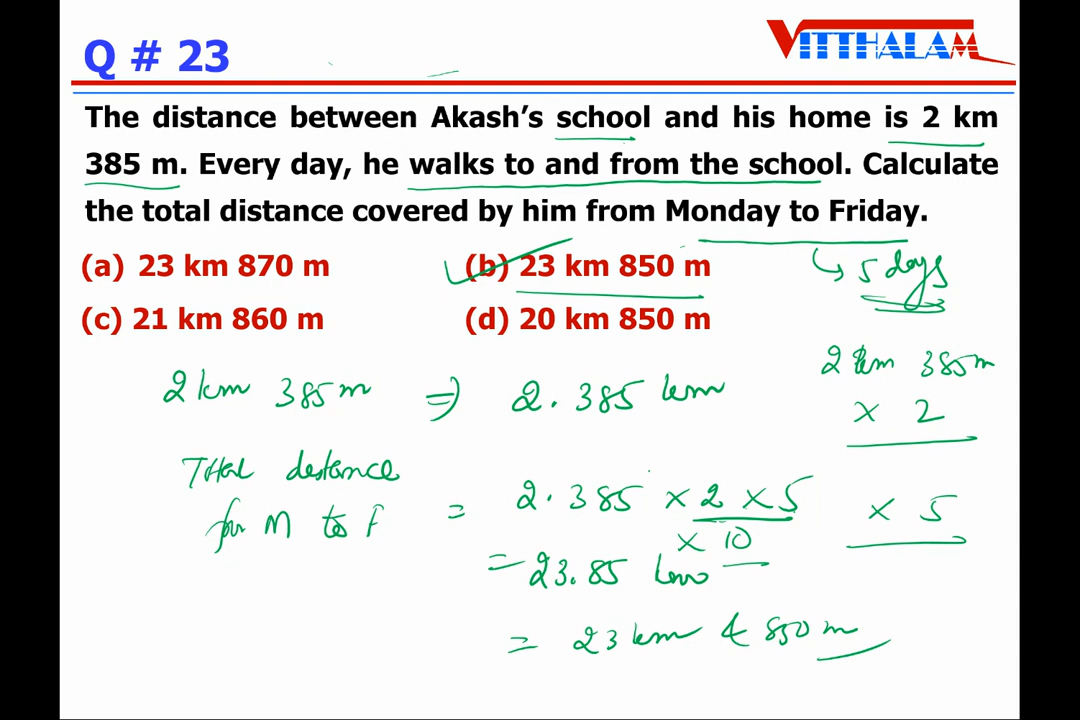 Q # 23
VITTHALAM
The distance between Akash's school and his home is 2 km
385 m. Every day, he walks to and from the school. Calculate
the total distance covered by him from Monday to Friday.
(a) 23 km 870 m
(b) 23 km 850 m
↳ 5 days
(c) 21 km 860 m
(d) 20 km 850 m
2 km 385 m ⇒ 2.385 km
2 km 385 m
x 2
x 5
Total distance
for M to F
= 2.385 x 2 x 5
x 10
= 23.85 km
= 23 km & 850 m